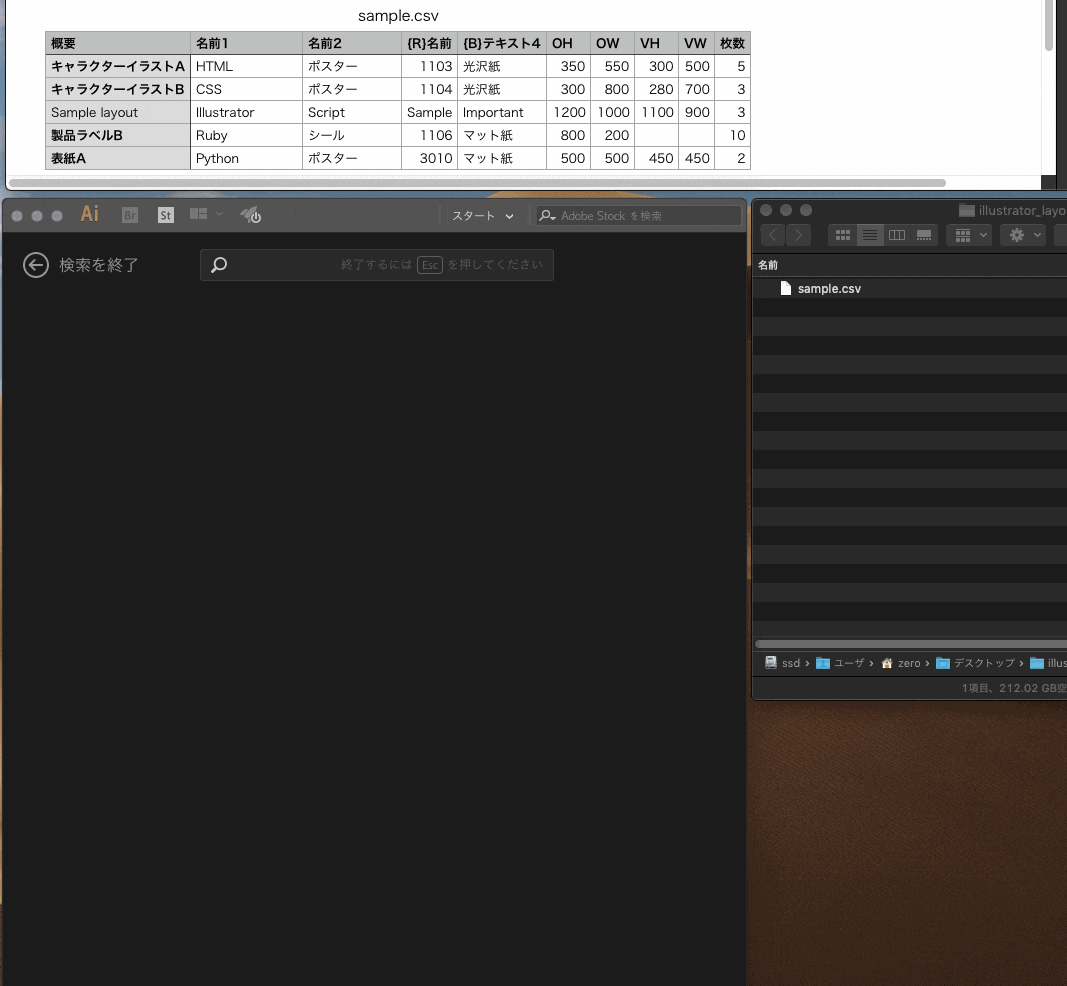 sample.csv
概要 名前1 名前2 {R}名前 {B}テキスト4 OH OW VH VW 枚数
キャラクターイラストA HTML ポスター 1103 光沢紙 350 550 300 500 5
キャラクターイラストB CSS ポスター 1104 光沢紙 300 800 280 700 3
Sample layout Illustrator Script Sample Important 1200 1000 1100 900 3
製品ラベルB Ruby シール 1106 マット紙 800 200 10
表紙A Python ポスター 3010 マット紙 500 500 450 450 2
Ai Br St スタート Adobe Stock を検索
検索を終了 終了するには Esc を押してください
illustrator_layo
名前
sample.csv
ssd › ユーザ › zero › デスクトップ › illus
1項目、212.02 GB空